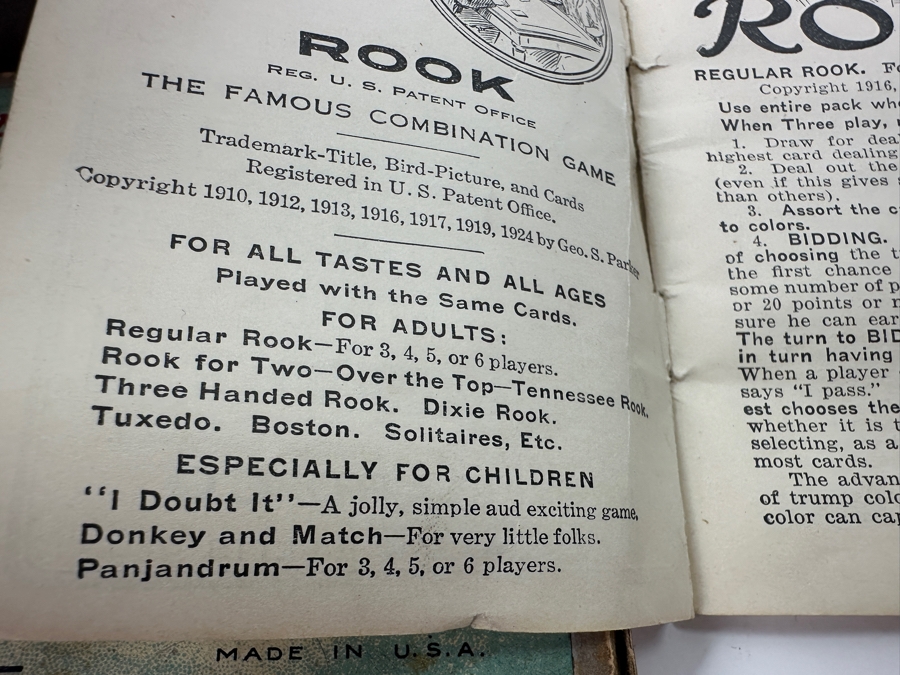 ROOK
REG. U. S. PATENT OFFICE
THE FAMOUS COMBINATION GAME
Trademark-Title, Bird-Picture, and Cards
Registered in U. S. Patent Office.
Copyright 1910, 1912, 1913, 1916, 1917, 1919, 1924 by Geo. S. Parker
FOR ALL TASTES AND ALL AGES
Played with the Same Cards.
FOR ADULTS:
Regular Rook—For 3, 4, 5, or 6 players.
Rook for Two—Over the Top—Tennessee Rook.
Three Handed Rook. Dixie Rook.
Tuxedo. Boston. Solitaires, Etc.
ESPECIALLY FOR CHILDREN
"I Doubt It"—A jolly, simple aud exciting game,
Donkey and Match—For very little folks.
Panjandrum—For 3, 4, 5, or 6 players.
MADE IN U.S.A.
RO
REGULAR ROOK.
Copyright 1916,
Use entire pack
When Three play,
1. Draw for
highest card dealing
2. Deal out the
(even if this gives
than others).
3. Assort the
to colors.
4. BIDDING.
of choosing the
the first chance
some number of
or 20 points or
sure he can
The turn to
in turn having
When a player
says "I pass."
est chooses the
whether it is
selecting, as a
most cards.
The
of trump
color can